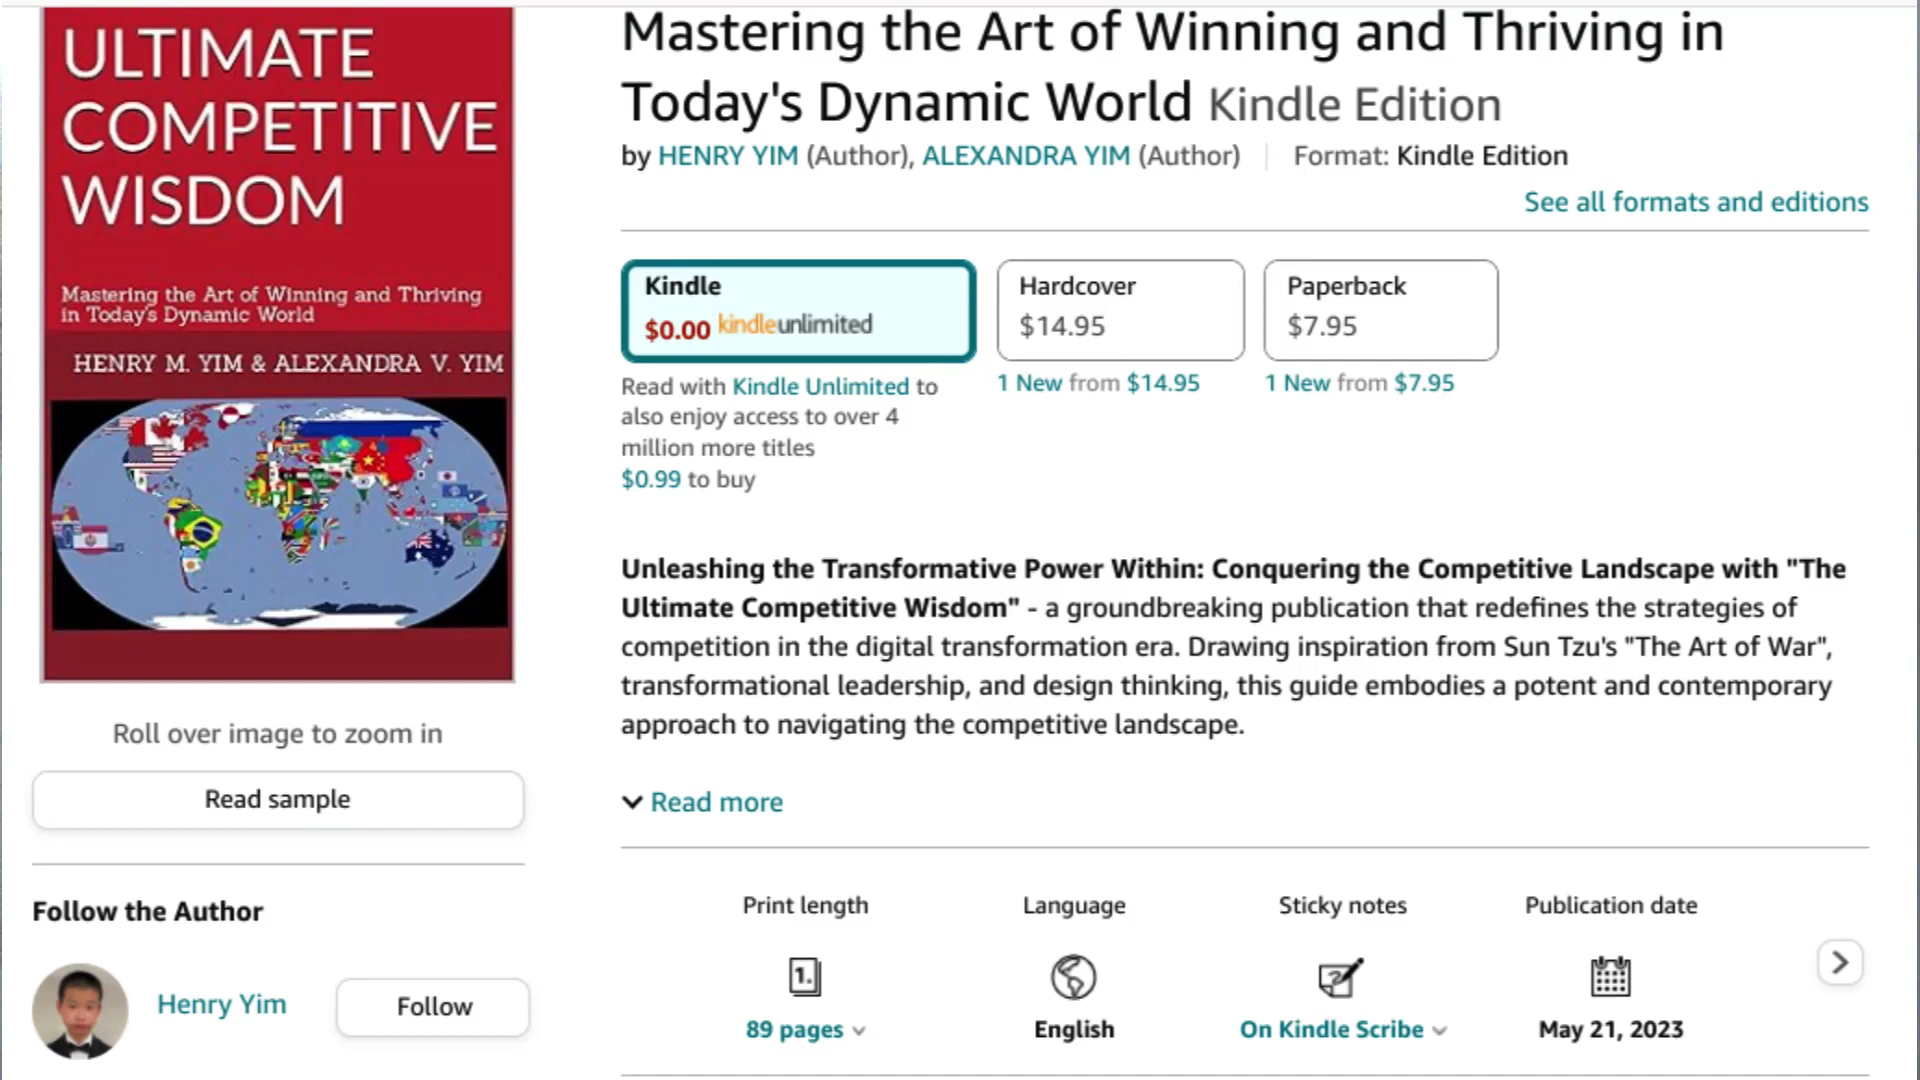 ULTIMATE
COMPETITIVE
WISDOM
Mastering the Art of Winning and Thriving
in Today's Dynamic World
HENRY M. YIM & ALEXANDRA V. YIM
Roll over image to zoom in
Read sample
Follow the Author
Henry Yim
Follow
Mastering the Art of Winning and Thriving in
Today's Dynamic World Kindle Edition
by HENRY YIM (Author), ALEXANDRA YIM (Author) Format: Kindle Edition
See all formats and editions
Kindle
$0.00 kindleunlimited
Hardcover
$14.95
Paperback
$7.95
Read with Kindle Unlimited to
also enjoy access to over 4
million more titles
$0.99 to buy
1 New from $14.95
1 New from $7.95
Unleashing the Transformative Power Within: Conquering the Competitive Landscape with "The
Ultimate Competitive Wisdom" - a groundbreaking publication that redefines the strategies of
competition in the digital transformation era. Drawing inspiration from Sun Tzu's "The Art of War",
transformational leadership, and design thinking, this guide embodies a potent and contemporary
approach to navigating the competitive landscape.
Read more
Print length
1.
89 pages
Language
English
Sticky notes
On Kindle Scribe
Publication date
May 21, 2023